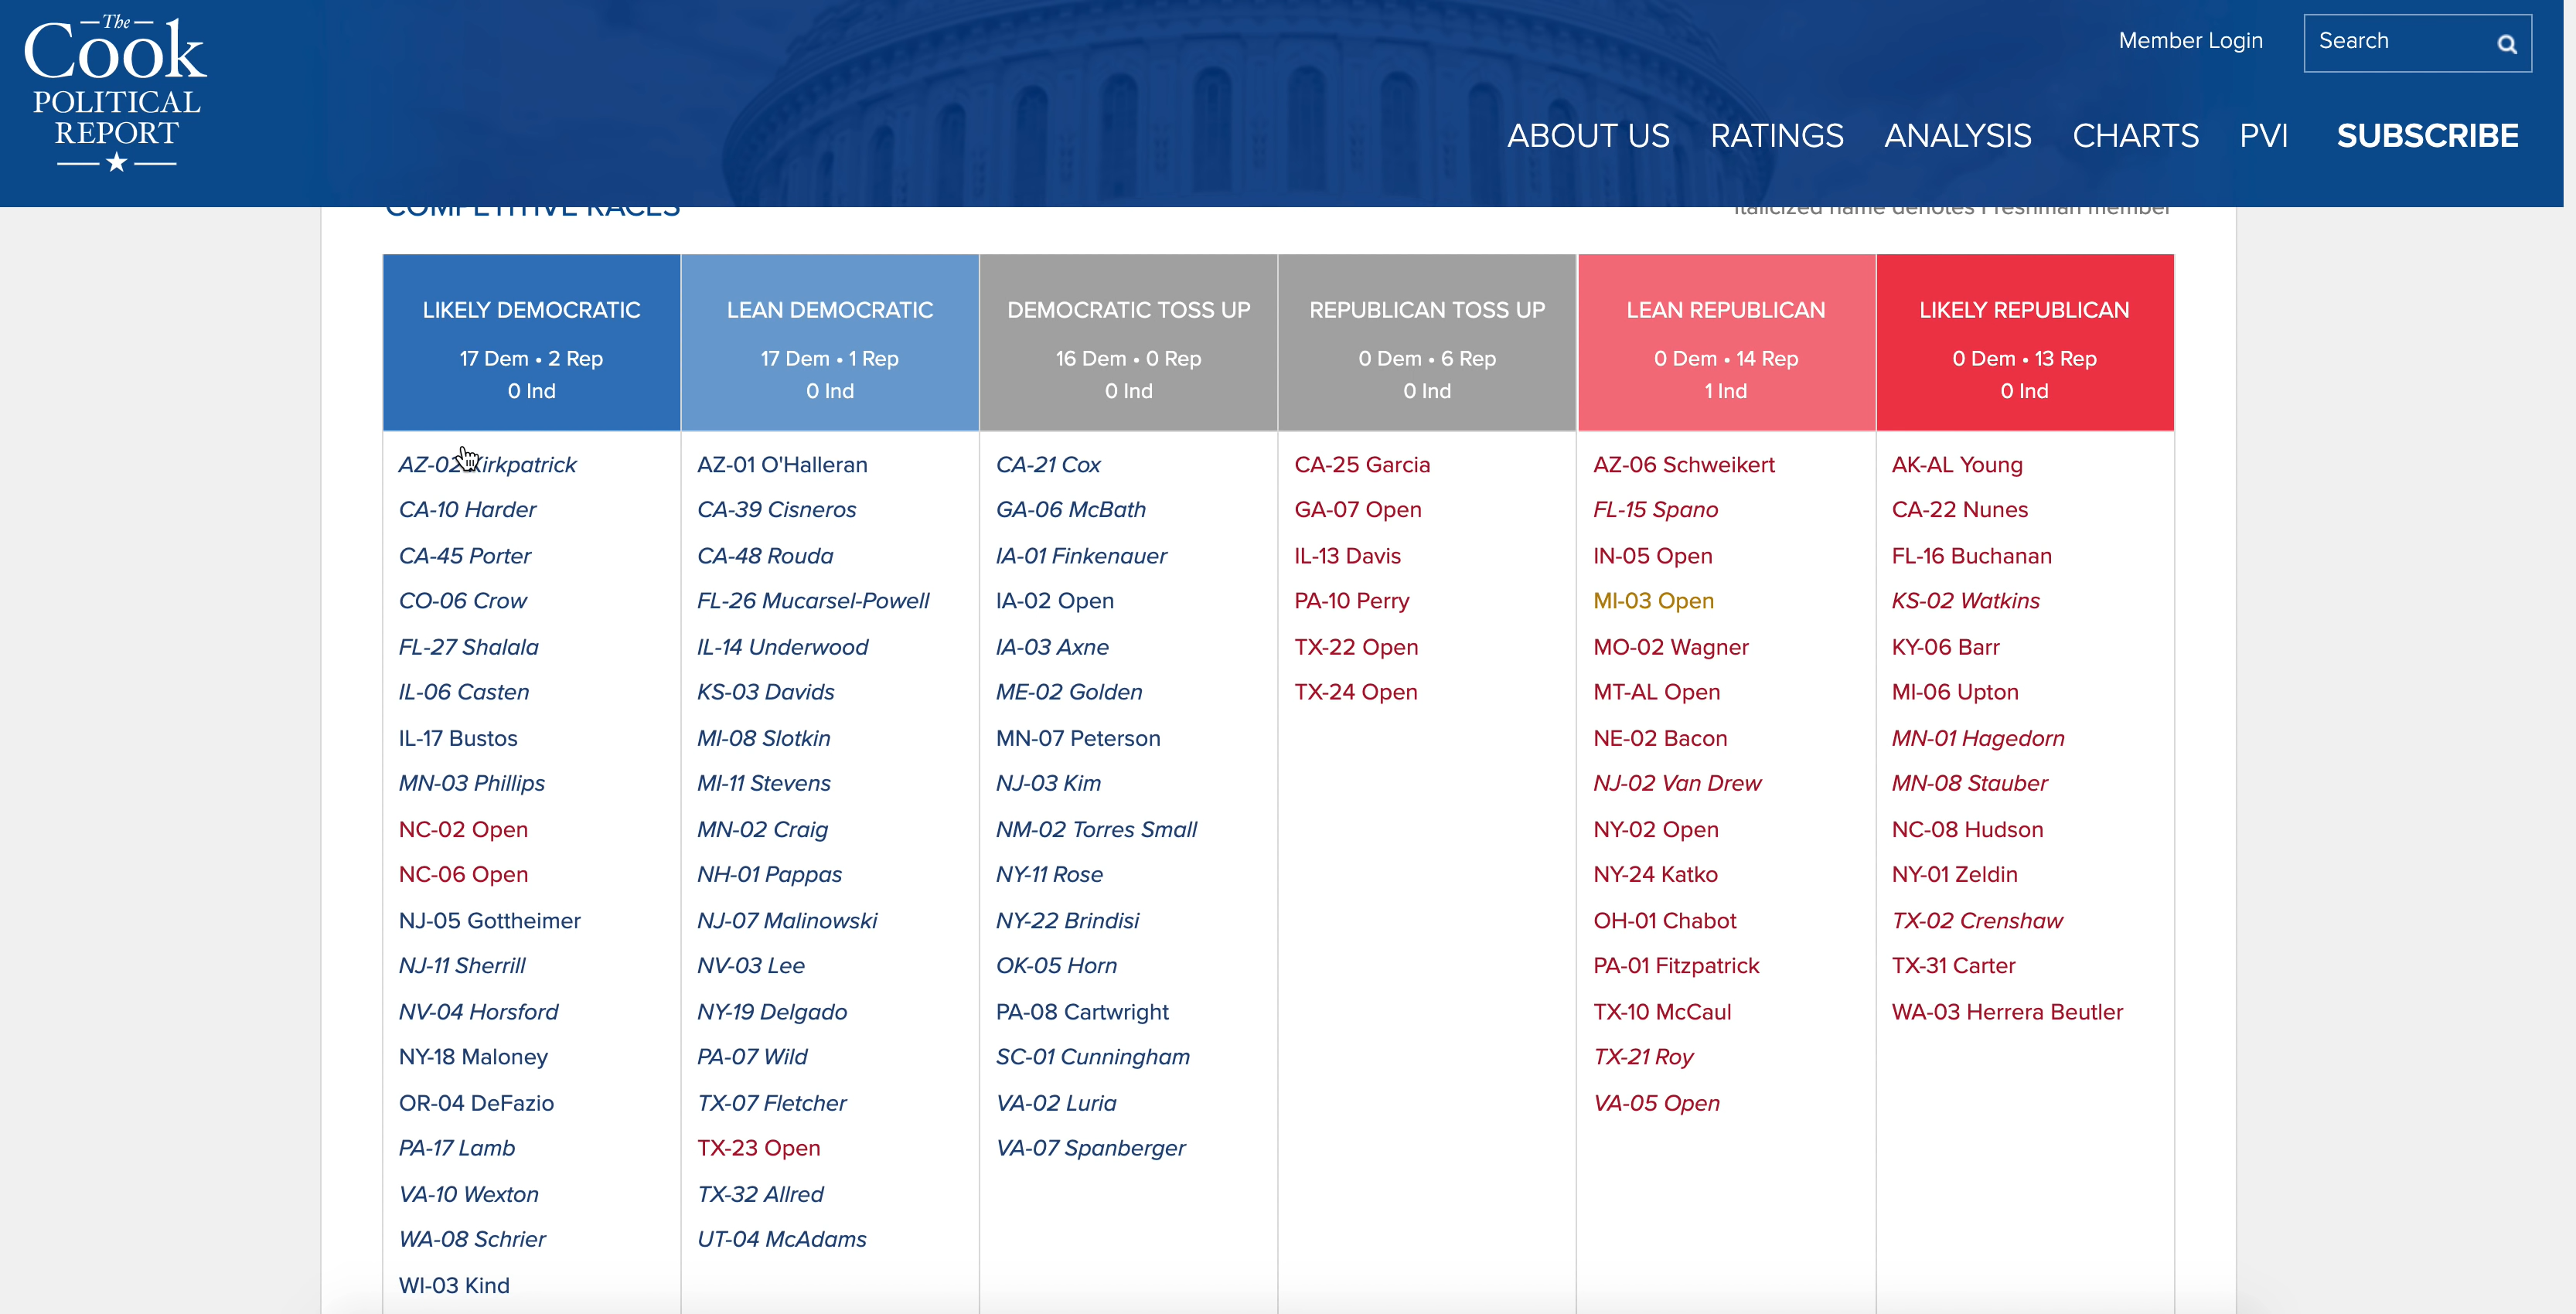 The
Cook
POLITICAL
REPORT
Member Login
Search
ABOUT US RATINGS ANALYSIS CHARTS PVI SUBSCRIBE
COMPETITIVE RACES
Italicized name denotes Freshman member
LIKELY DEMOCRATIC
17 Dem • 2 Rep
0 Ind
AZ-02 Kirkpatrick
CA-10 Harder
CA-45 Porter
CO-06 Crow
FL-27 Shalala
IL-06 Casten
IL-17 Bustos
MN-03 Phillips
NC-02 Open
NC-06 Open
NJ-05 Gottheimer
NJ-11 Sherrill
NV-04 Horsford
NY-18 Maloney
OR-04 DeFazio
PA-17 Lamb
VA-10 Wexton
WA-08 Schrier
WI-03 Kind
LEAN DEMOCRATIC
17 Dem • 1 Rep
0 Ind
AZ-01 O'Halleran
CA-39 Cisneros
CA-48 Rouda
FL-26 Mucarsel-Powell
IL-14 Underwood
KS-03 Davids
MI-08 Slotkin
MI-11 Stevens
MN-02 Craig
NH-01 Pappas
NJ-07 Malinowski
NV-03 Lee
NY-19 Delgado
PA-07 Wild
TX-07 Fletcher
TX-23 Open
TX-32 Allred
UT-04 McAdams
DEMOCRATIC TOSS UP
16 Dem • 0 Rep
0 Ind
CA-21 Cox
GA-06 McBath
IA-01 Finkenauer
IA-02 Open
IA-03 Axne
ME-02 Golden
MN-07 Peterson
NJ-03 Kim
NM-02 Torres Small
NY-11 Rose
NY-22 Brindisi
OK-05 Horn
PA-08 Cartwright
SC-01 Cunningham
VA-02 Luria
VA-07 Spanberger
REPUBLICAN TOSS UP
0 Dem • 6 Rep
0 Ind
CA-25 Garcia
GA-07 Open
IL-13 Davis
PA-10 Perry
TX-22 Open
TX-24 Open
LEAN REPUBLICAN
0 Dem • 14 Rep
1 Ind
AZ-06 Schweikert
FL-15 Spano
IN-05 Open
MI-03 Open
MO-02 Wagner
MT-AL Open
NE-02 Bacon
NJ-02 Van Drew
NY-02 Open
NY-24 Katko
OH-01 Chabot
PA-01 Fitzpatrick
TX-10 McCaul
TX-21 Roy
VA-05 Open
LIKELY REPUBLICAN
0 Dem • 13 Rep
0 Ind
AK-AL Young
CA-22 Nunes
FL-16 Buchanan
KS-02 Watkins
KY-06 Barr
MI-06 Upton
MN-01 Hagedorn
MN-08 Stauber
NC-08 Hudson
NY-01 Zeldin
TX-02 Crenshaw
TX-31 Carter
WA-03 Herrera Beutler